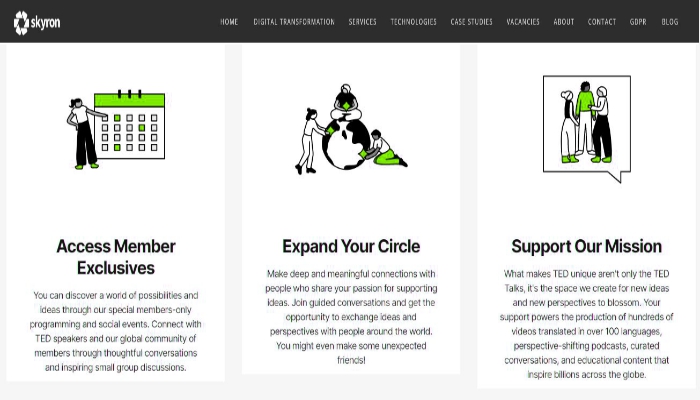 skyron
HOME DIGITAL TRANSFORMATION SERVICES TECHNOLOGIES CASE STUDIES VACANCIES ABOUT CONTACT GDPR BLOG
Access Member
Exclusives
You can discover a world of possibilities and
ideas through our special members-only
programming and social events. Connect with
TED speakers and our global community of
members through thoughtful conversations
and inspiring small group discussions.
Expand Your Circle
Make deep and meaningful connections with
people who share your passion for supporting
ideas. Join guided conversations and get the
opportunity to exchange ideas and
perspectives with people around the world.
You might even make some unexpected
friends!
Support Our Mission
What makes TED unique aren't only the TED
Talks, it's the space we create for new ideas
and new perspectives to blossom. Your
support powers the production of hundreds of
videos translated in over 100 languages,
perspective-shifting podcasts, curated
conversations, and educational content that
inspire billions across the globe.